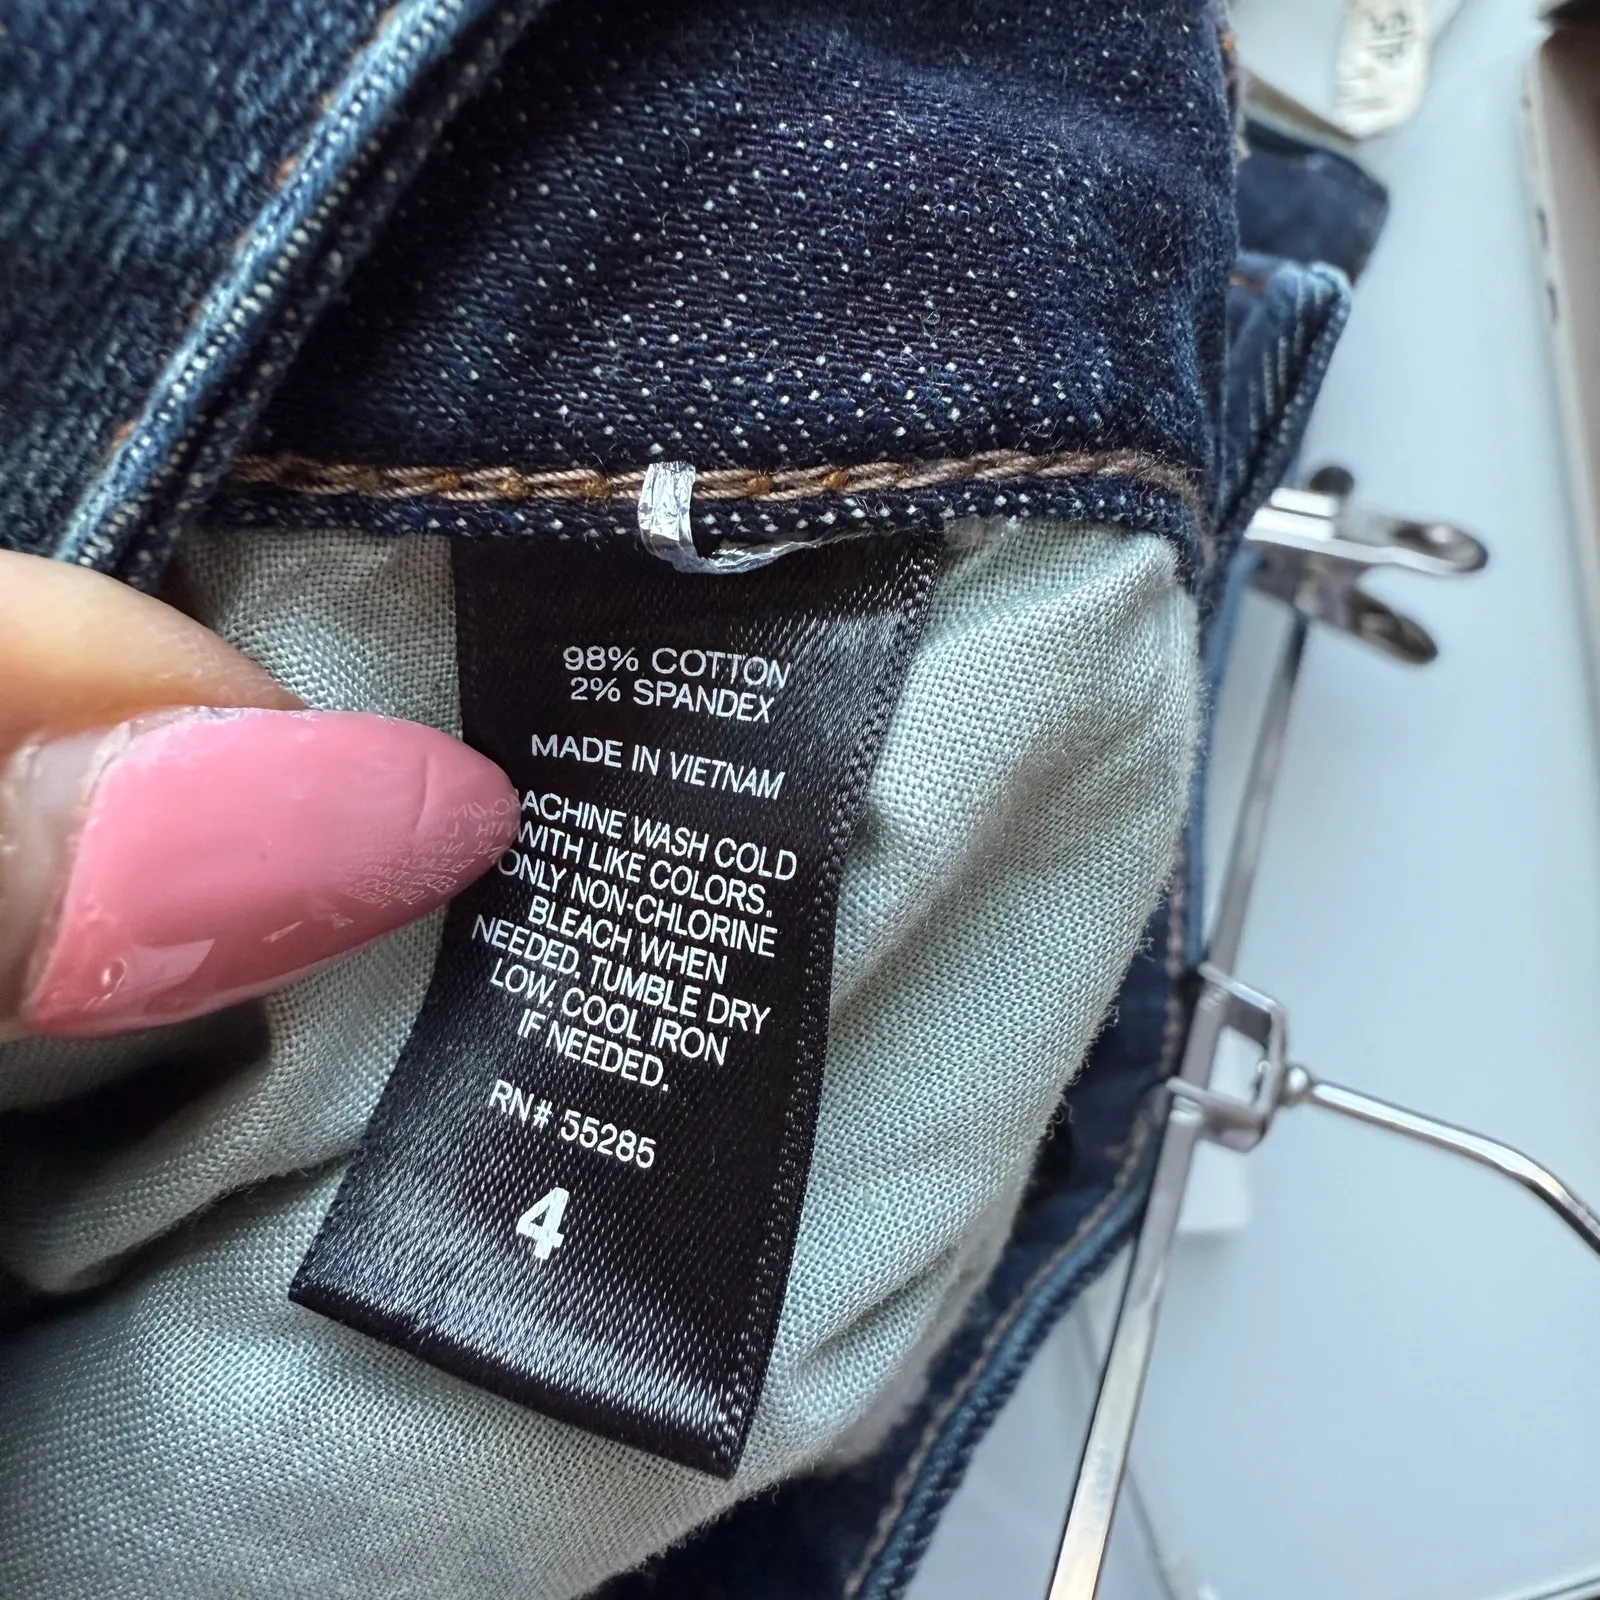 98% COTTON
2% SPANDEX
MADE IN VIETNAM
ACHINE WASH COLD
WITH LIKE COLORS.
ONLY NON-CHLORINE
BLEACH WHEN
NEEDED. TUMBLE DRY
LOW. COOL IRON
IF NEEDED.
RN# 55285
4